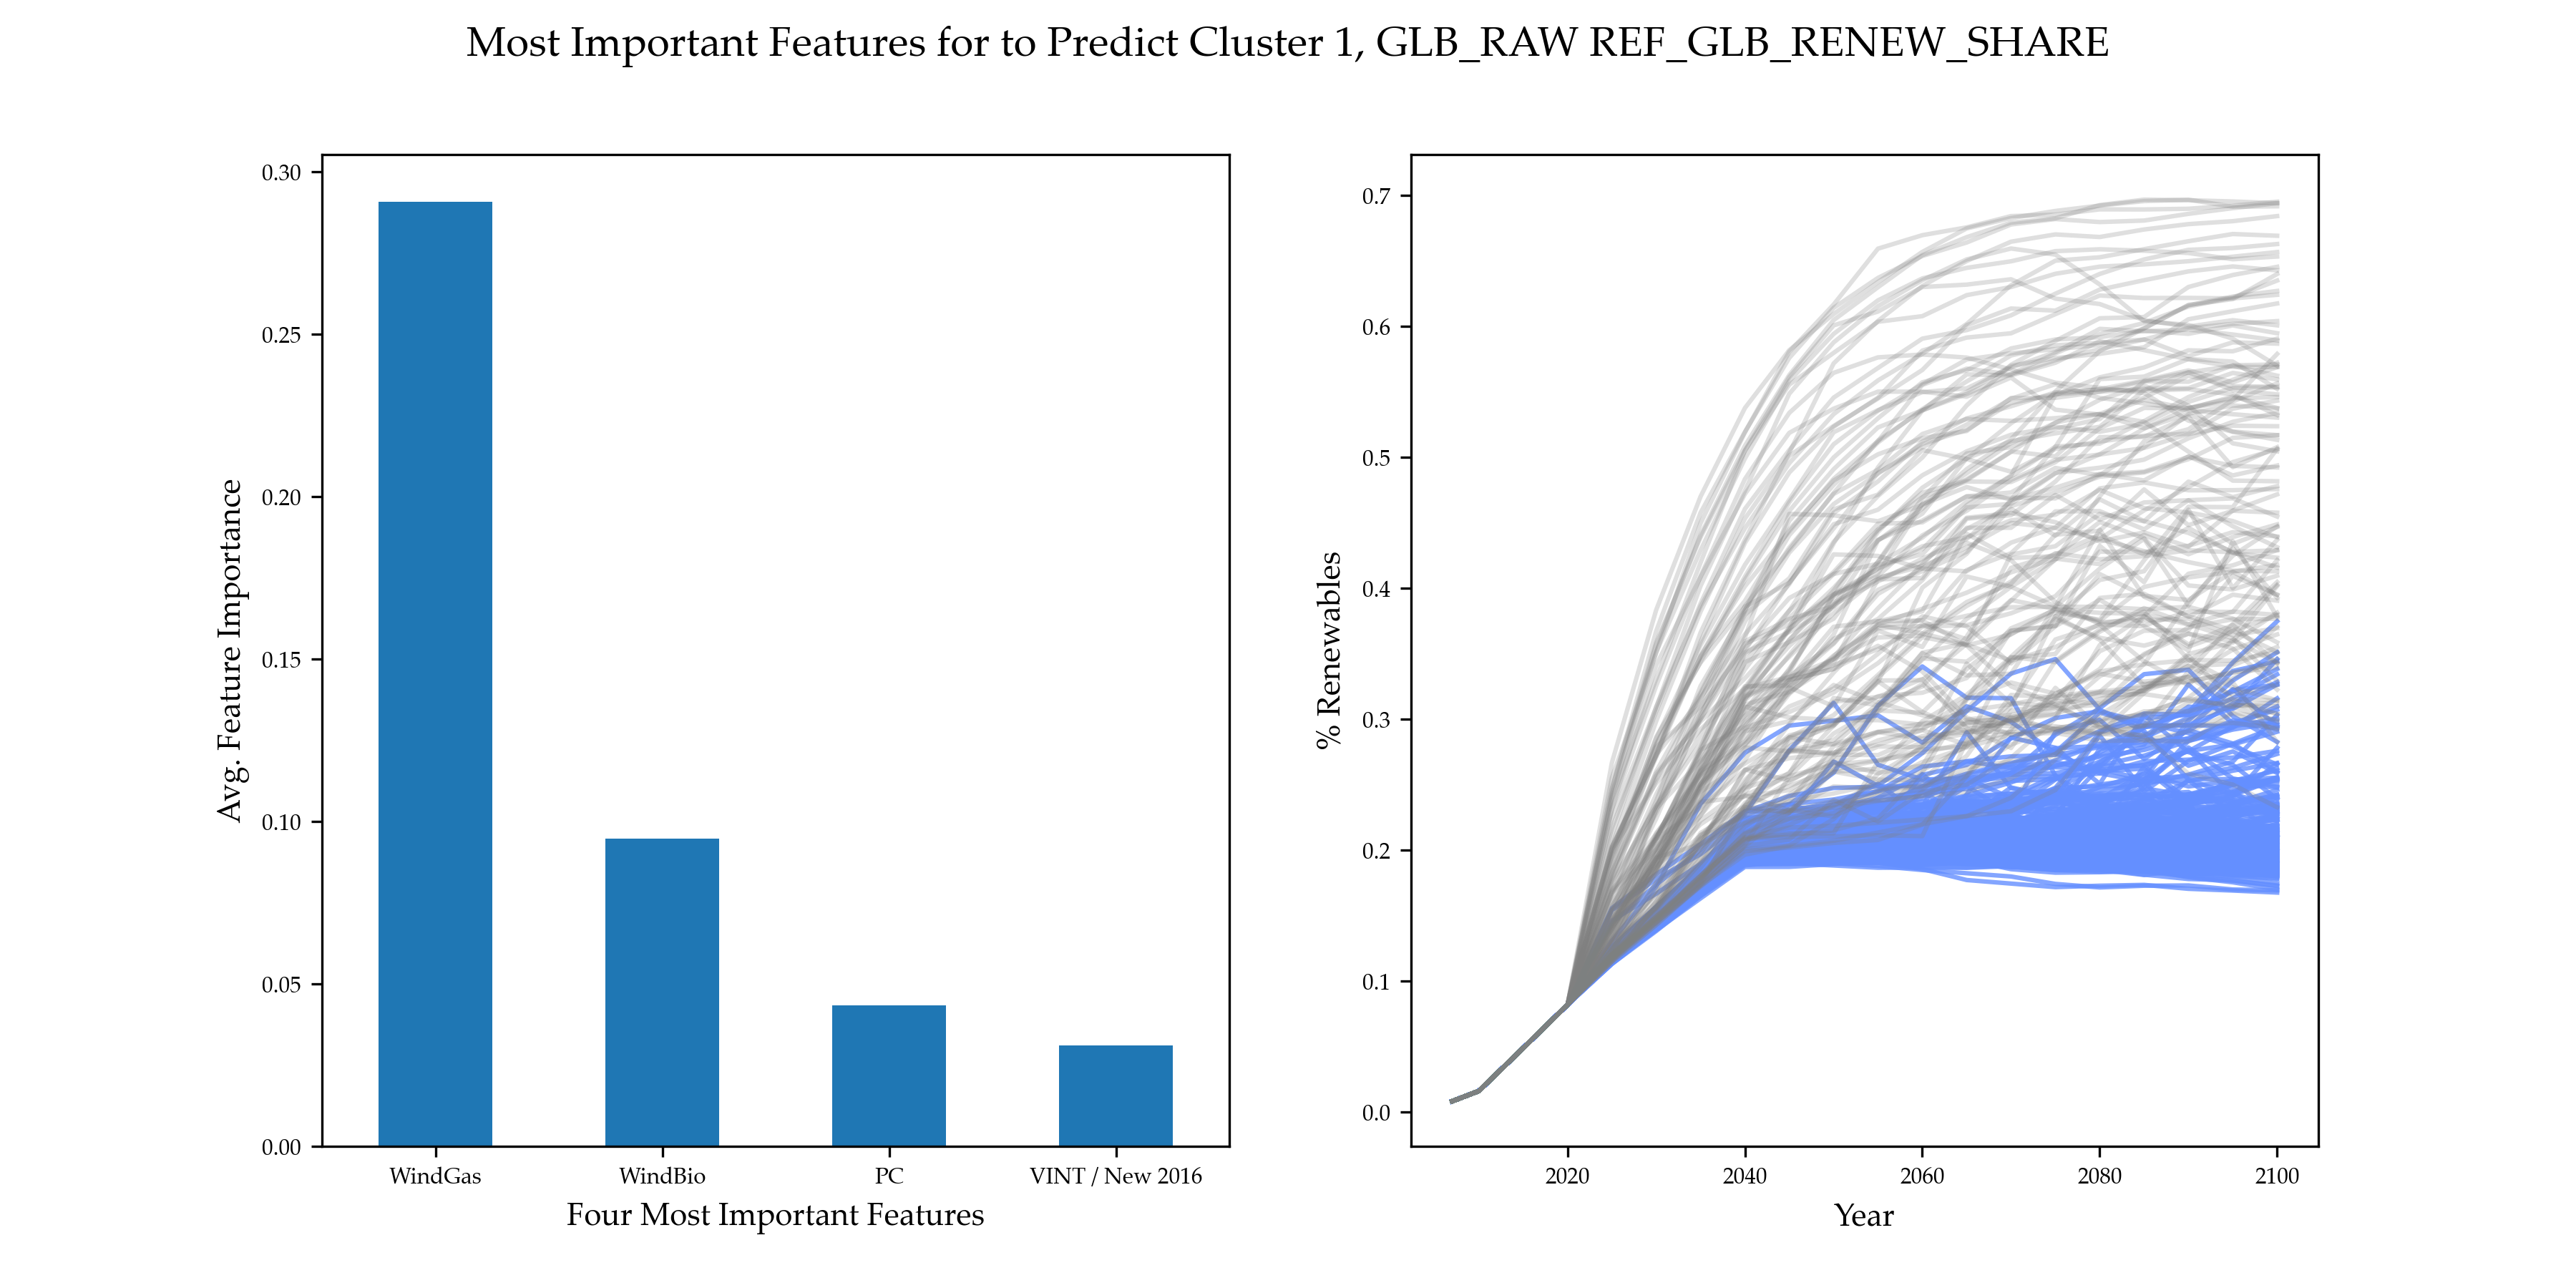 Most Important Features for to Predict Cluster 1, GLB_RAW REF_GLB_RENEW_SHARE
Avg. Feature Importance
0.30
0.25
0.20
0.15
0.10
0.05
0.00
WindGas
WindBio
PC
VINT / New 2016
Four Most Important Features
% Renewables
0.7
0.6
0.5
0.4
0.3
0.2
0.1
0.0
2020
2040
2060
2080
2100
Year